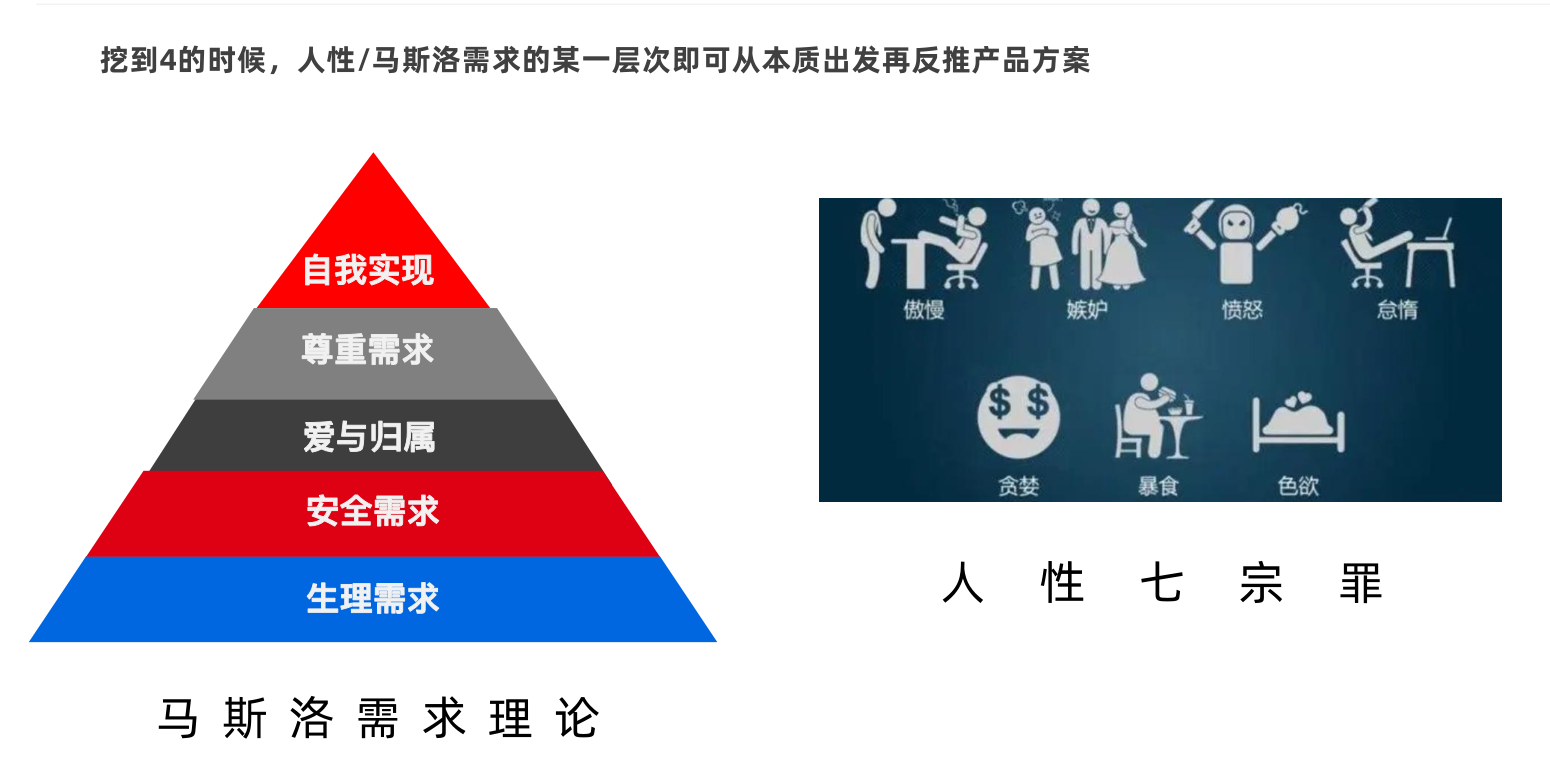 挖到4的时候，人性/马斯洛需求的某一层次即可从本质出发再反推产品方案
自我实现
尊重需求
爱与归属
安全需求
生理需求
马斯洛需求理论
傲慢
嫉妒
愤怒
怠惰
$ $
贪婪
暴食
色欲
人性七宗罪